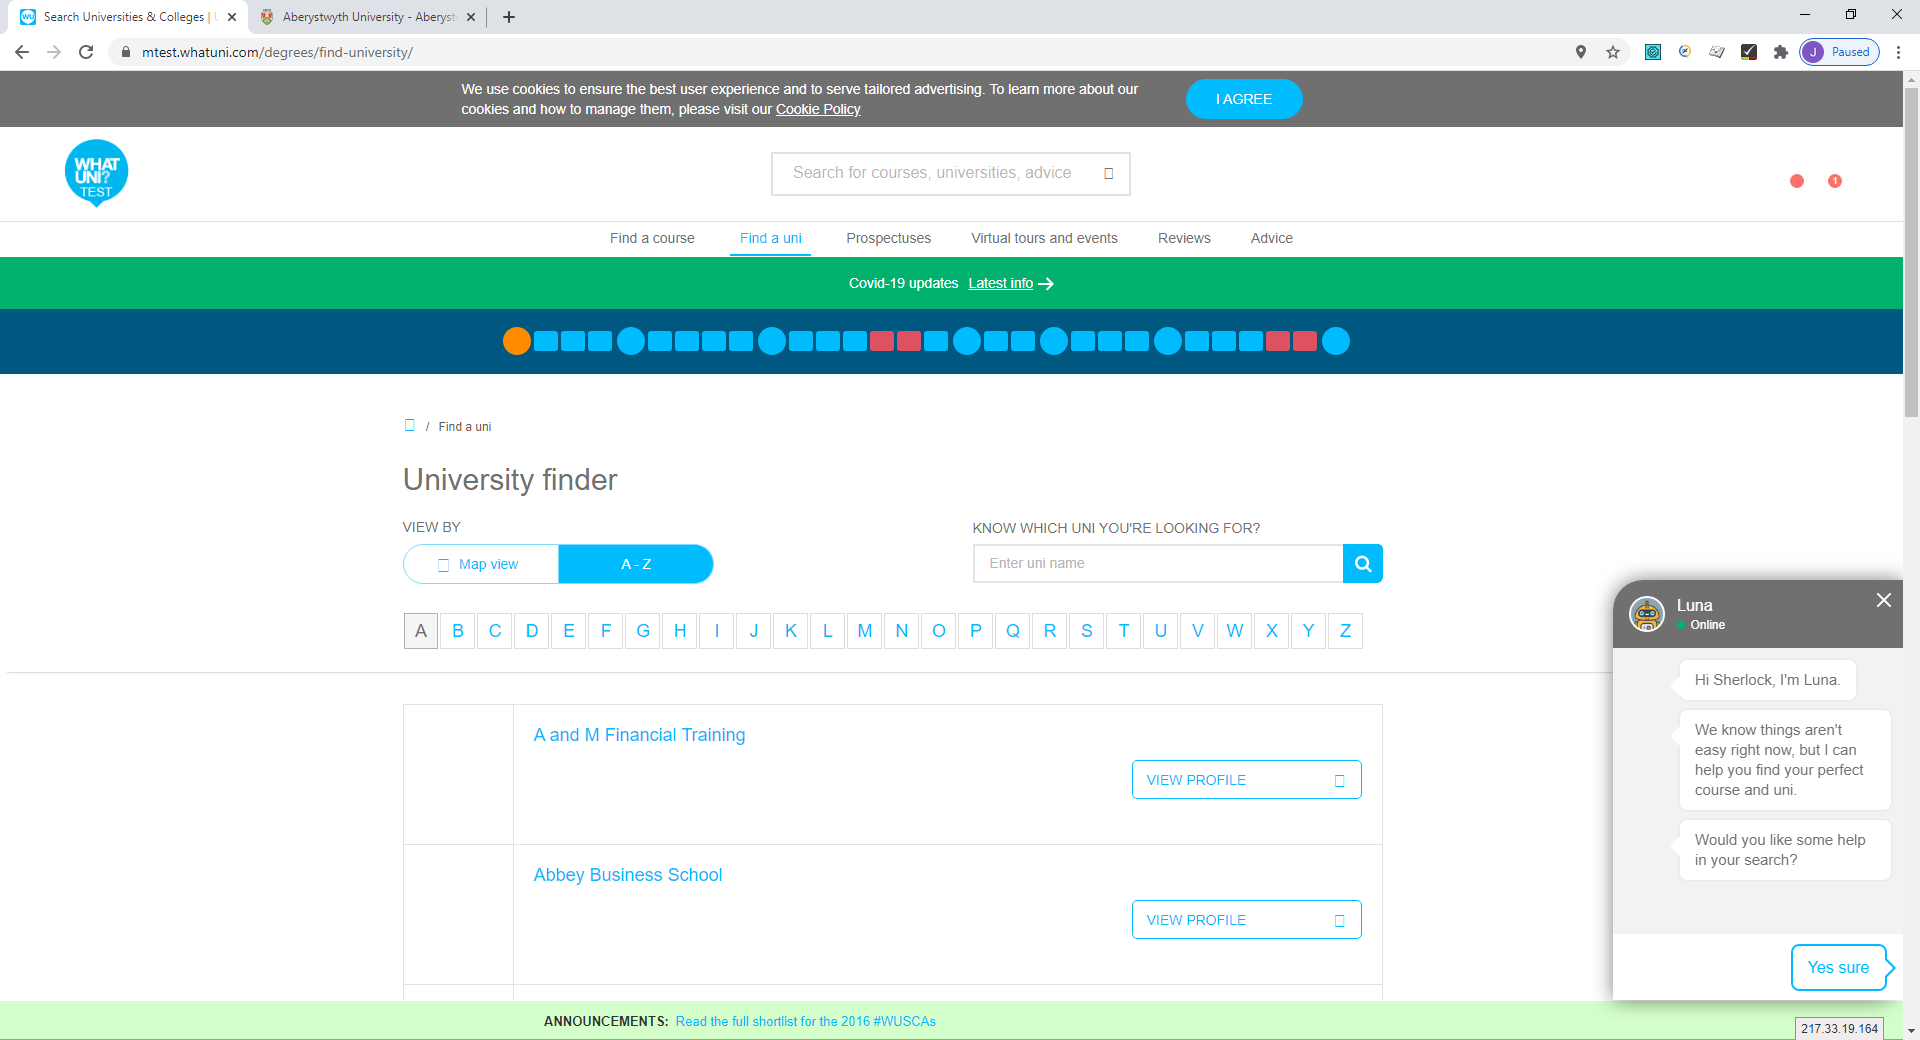 Search Universities & Colleges |
Aberystwyth University - Aberyst
mtest.whatuni.com/degrees/find-university/
J Paused
We use cookies to ensure the best user experience and to serve tailored advertising. To learn more about our
cookies and how to manage them, please visit our Cookie Policy
I AGREE
WHAT
UNI?
TEST
Search for courses, universities, advice
1
Find a course Find a uni Prospectuses Virtual tours and events Reviews Advice
Covid-19 updates Latest info
/ Find a uni
University finder
VIEW BY
Map view A - Z
KNOW WHICH UNI YOU'RE LOOKING FOR?
Enter uni name
A B C D E F G H I J K L M N O P Q R S T U V W X Y Z
A and M Financial Training
VIEW PROFILE
Abbey Business School
VIEW PROFILE
Luna
Online
Hi Sherlock, I'm Luna.
We know things aren't
easy right now, but I can
help you find your perfect
course and uni.
Would you like some help
in your search?
Yes sure
ANNOUNCEMENTS: Read the full shortlist for the 2016 #WUSCAs
217.33.19.164